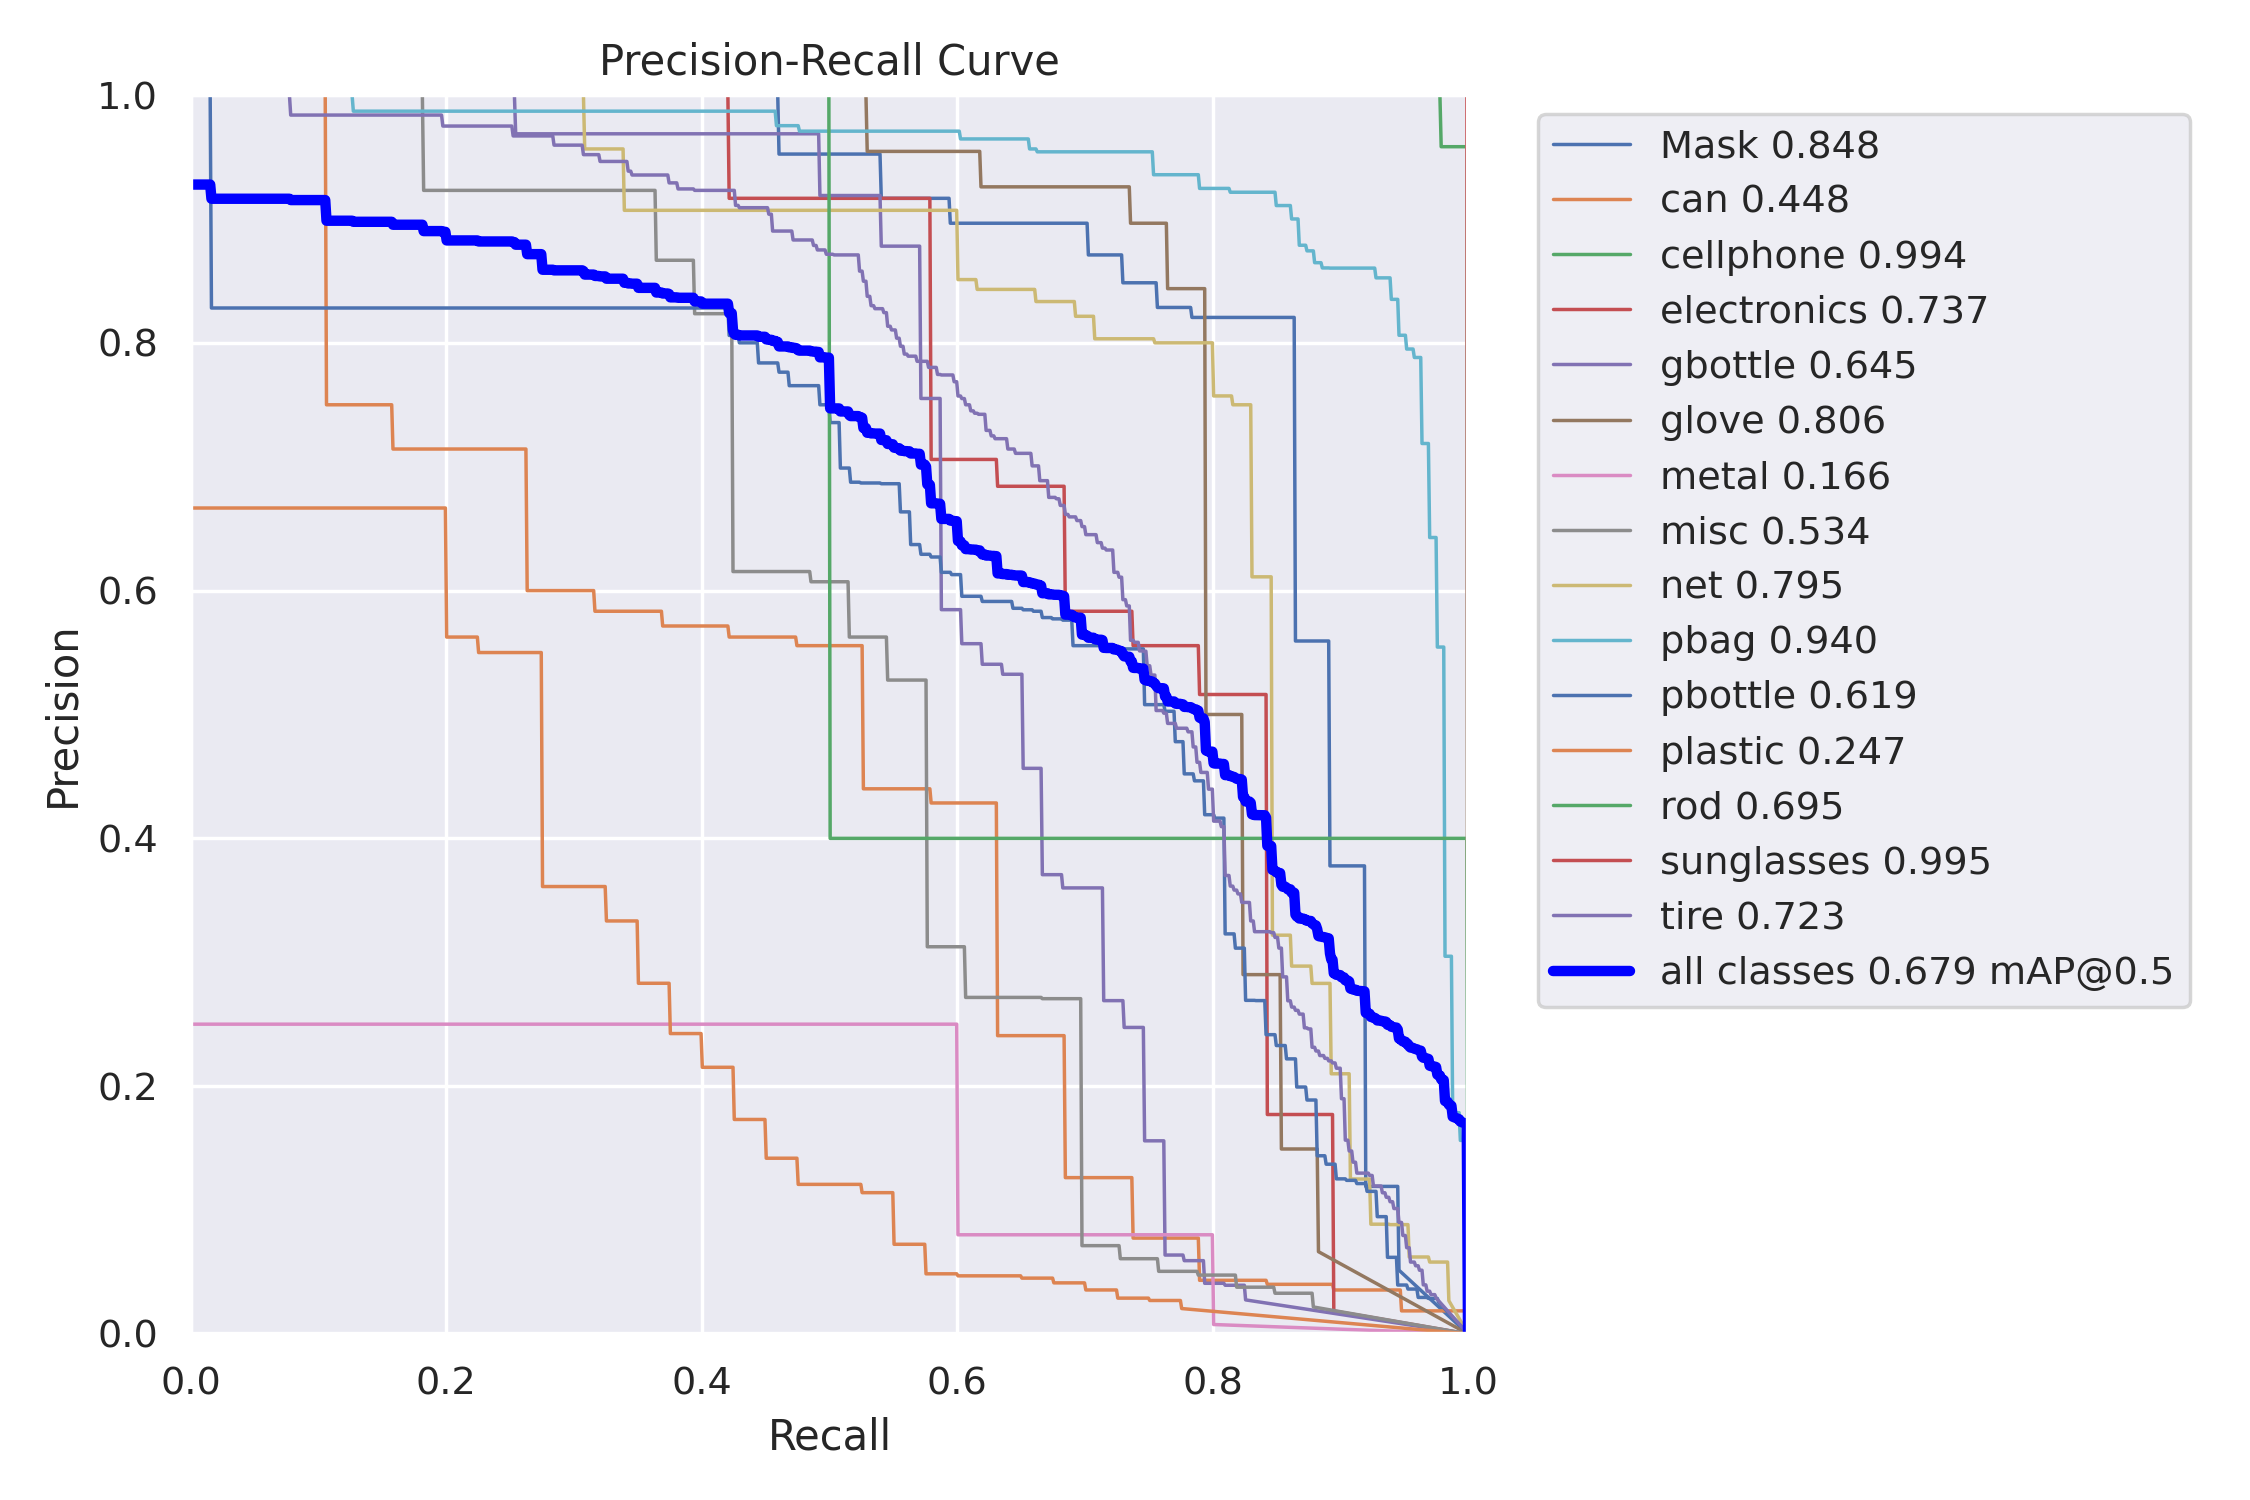 Precision-Recall Curve
1.0
0.8
0.6
0.4
0.2
0.0
Precision
0.0 0.2 0.4 0.6 0.8 1.0
Recall
Mask 0.848
can 0.448
cellphone 0.994
electronics 0.737
gbottle 0.645
glove 0.806
metal 0.166
misc 0.534
net 0.795
pbag 0.940
pbottle 0.619
plastic 0.247
rod 0.695
sunglasses 0.995
tire 0.723
all classes 0.679 mAP@0.5